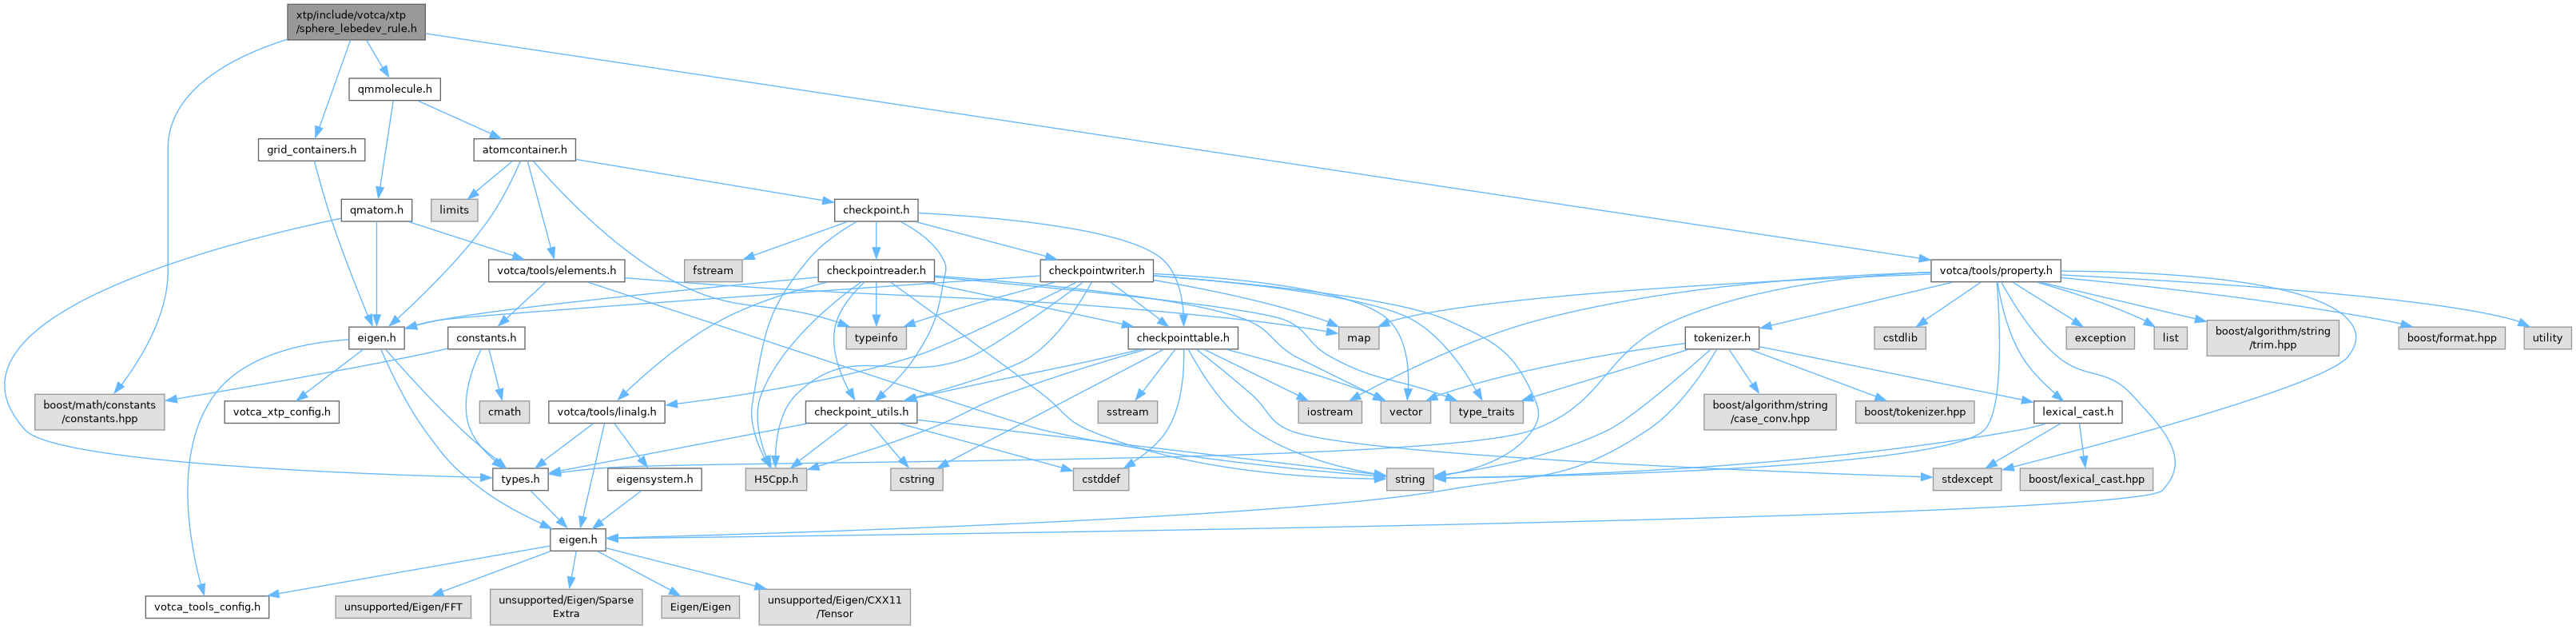 xtp/include/votca/xtp
/sphere_lebedev_rule.h
qmmolecule.h
grid_containers.h
atomcontainer.h
qmatom.h
limits
checkpoint.h
votca/tools/elements.h
fstream
checkpointreader.h
checkpointwriter.h
votca/tools/property.h
eigen.h
constants.h
typeinfo
checkpointtable.h
map
tokenizer.h
cstdlib
exception
list
boost/algorithm/string
/trim.hpp
boost/format.hpp
utility
boost/math/constants
/constants.hpp
votca_xtp_config.h
cmath
votca/tools/linalg.h
checkpoint_utils.h
sstream
iostream
vector
type_traits
boost/algorithm/string
/case_conv.hpp
boost/tokenizer.hpp
lexical_cast.h
types.h
eigensystem.h
H5Cpp.h
cstring
cstddef
string
stdexcept
boost/lexical_cast.hpp
eigen.h
votca_tools_config.h
unsupported/Eigen/FFT
unsupported/Eigen/Sparse
Extra
Eigen/Eigen
unsupported/Eigen/CXX11
/Tensor